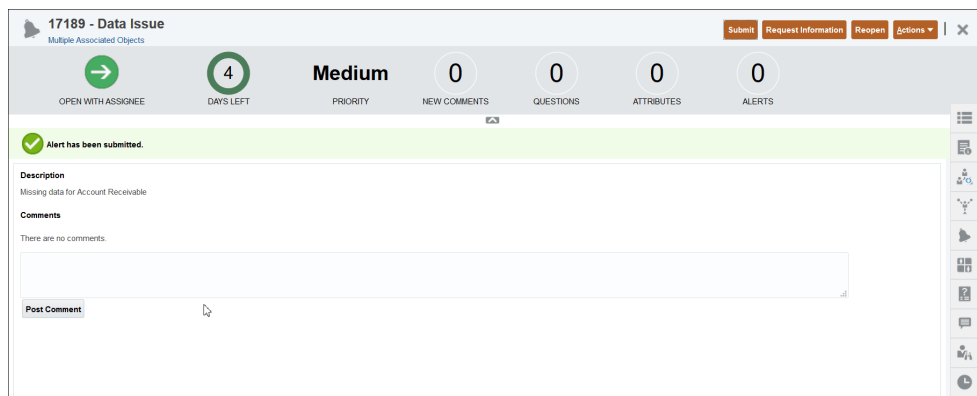 17189 - Data Issue
Multiple Associated Objects
Submit Request Information Reopen Actions
4 Medium 0 0 0 0
OPEN WITH ASSIGNEE DAYS LEFT PRIORITY NEW COMMENTS QUESTIONS ATTRIBUTES ALERTS
Alert has been submitted.
Description
Missing data for Account Receivable
Comments
There are no comments.
Post Comment